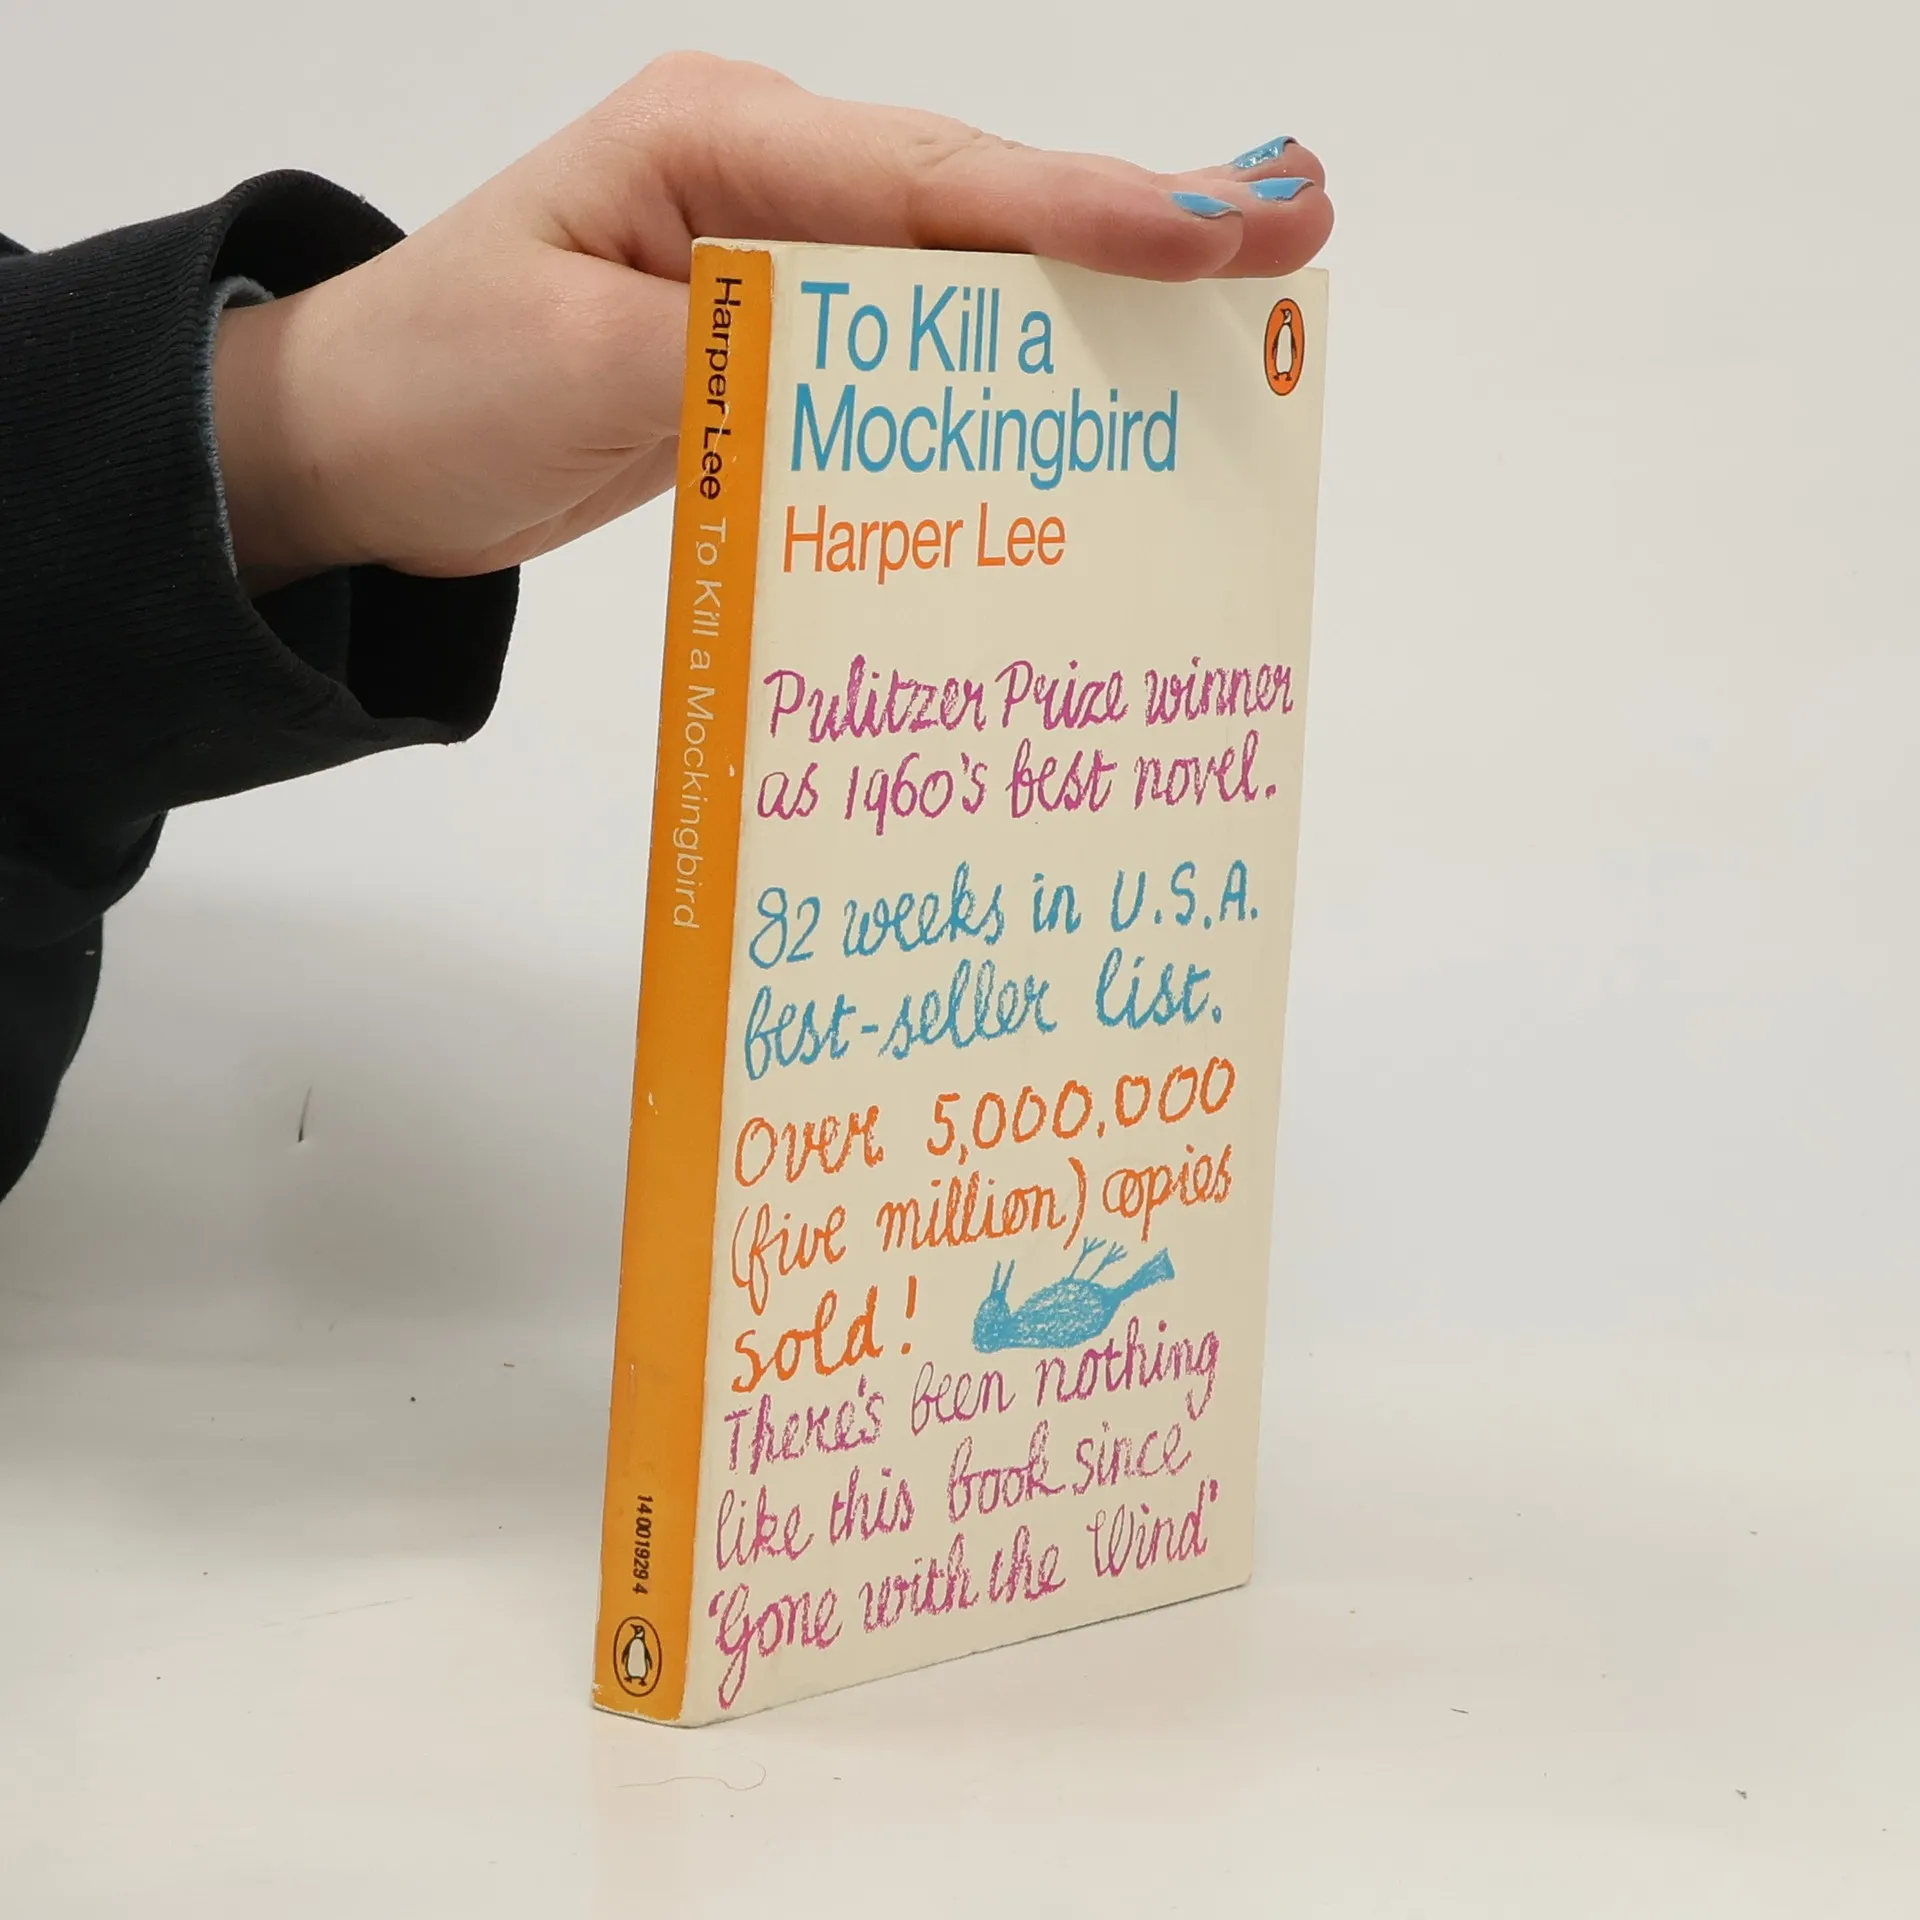 Harper Lee To Kill a Mockingbird
14 001929 4
To Kill a
Mockingbird
Harper Lee
Pulitzer Prize winner
as 1960's best novel.
82 weeks in U.S.A.
best-seller list.
Over 5,000,000
(five million) copies
sold!
There's been nothing
like this book since
'Gone with the Wind'